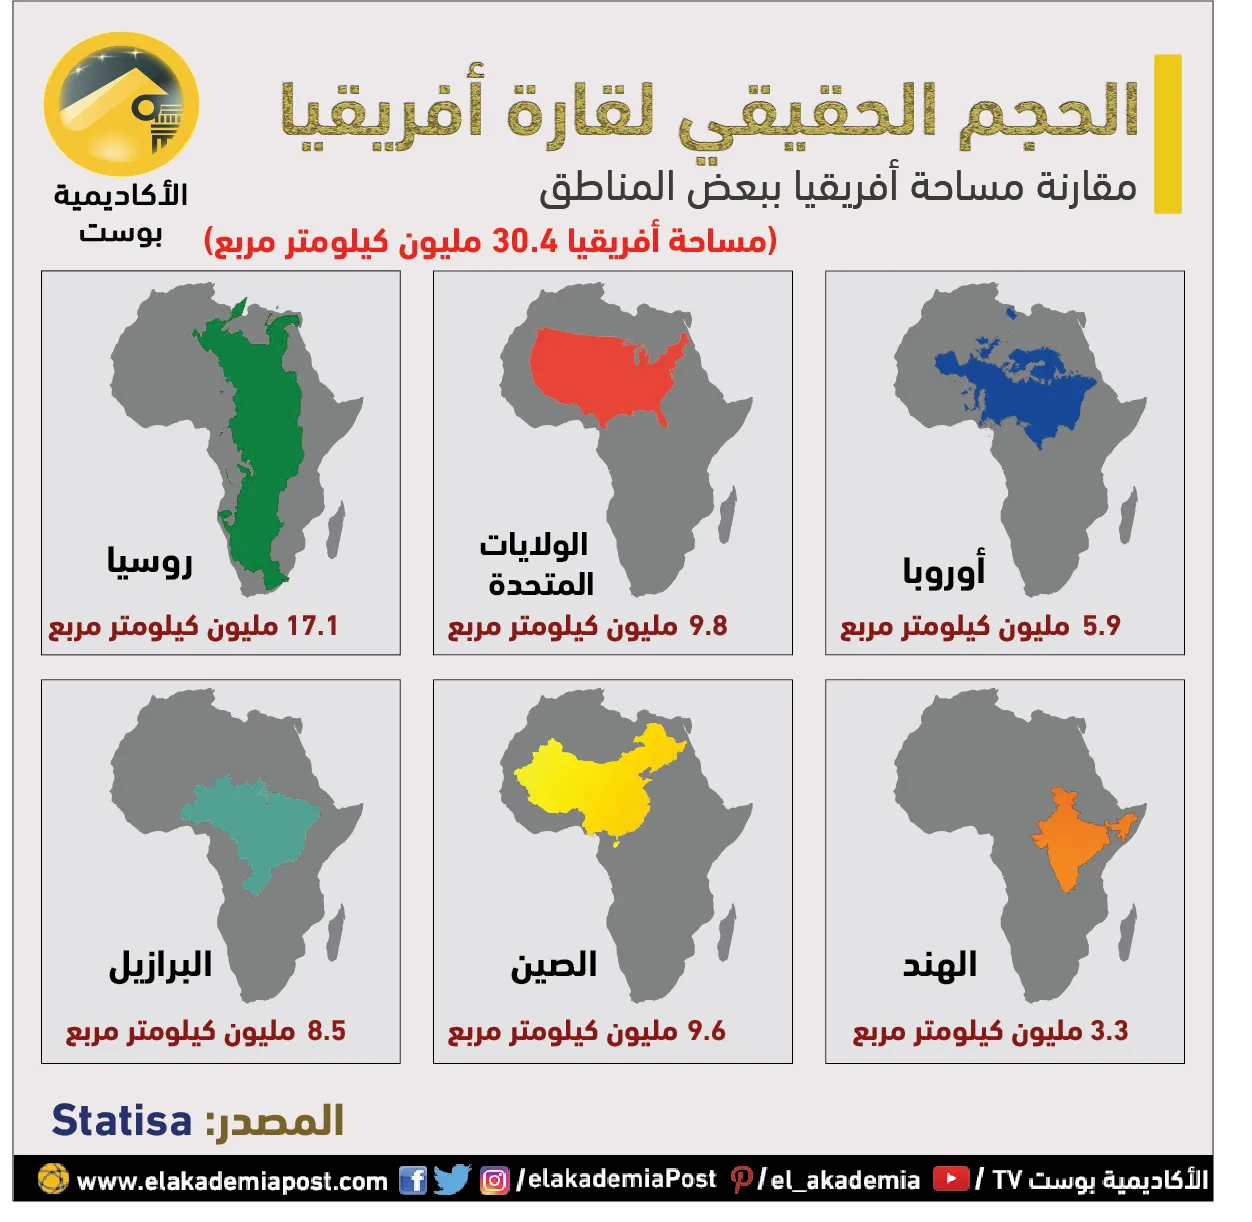 الحجم الحقيقي لقارة أفريقيا
مقارنة مساحة أفريقيا ببعض المناطق
(مساحة أفريقيا 30.4 مليون كيلومتر مربع)
الأكاديمية
بوست
أوروبا
5.9 مليون كيلومتر مربع
الولايات
المتحدة
9.8 مليون كيلومتر مربع
روسيا
17.1 مليون كيلومتر مربع
الهند
3.3 مليون كيلومتر مربع
الصين
9.6 مليون كيلومتر مربع
البرازيل
8.5 مليون كيلومتر مربع
المصدر: Statisa
www.elakademiapost.com /elakademiaPost /el_akademia / TV الأكاديمية بوست